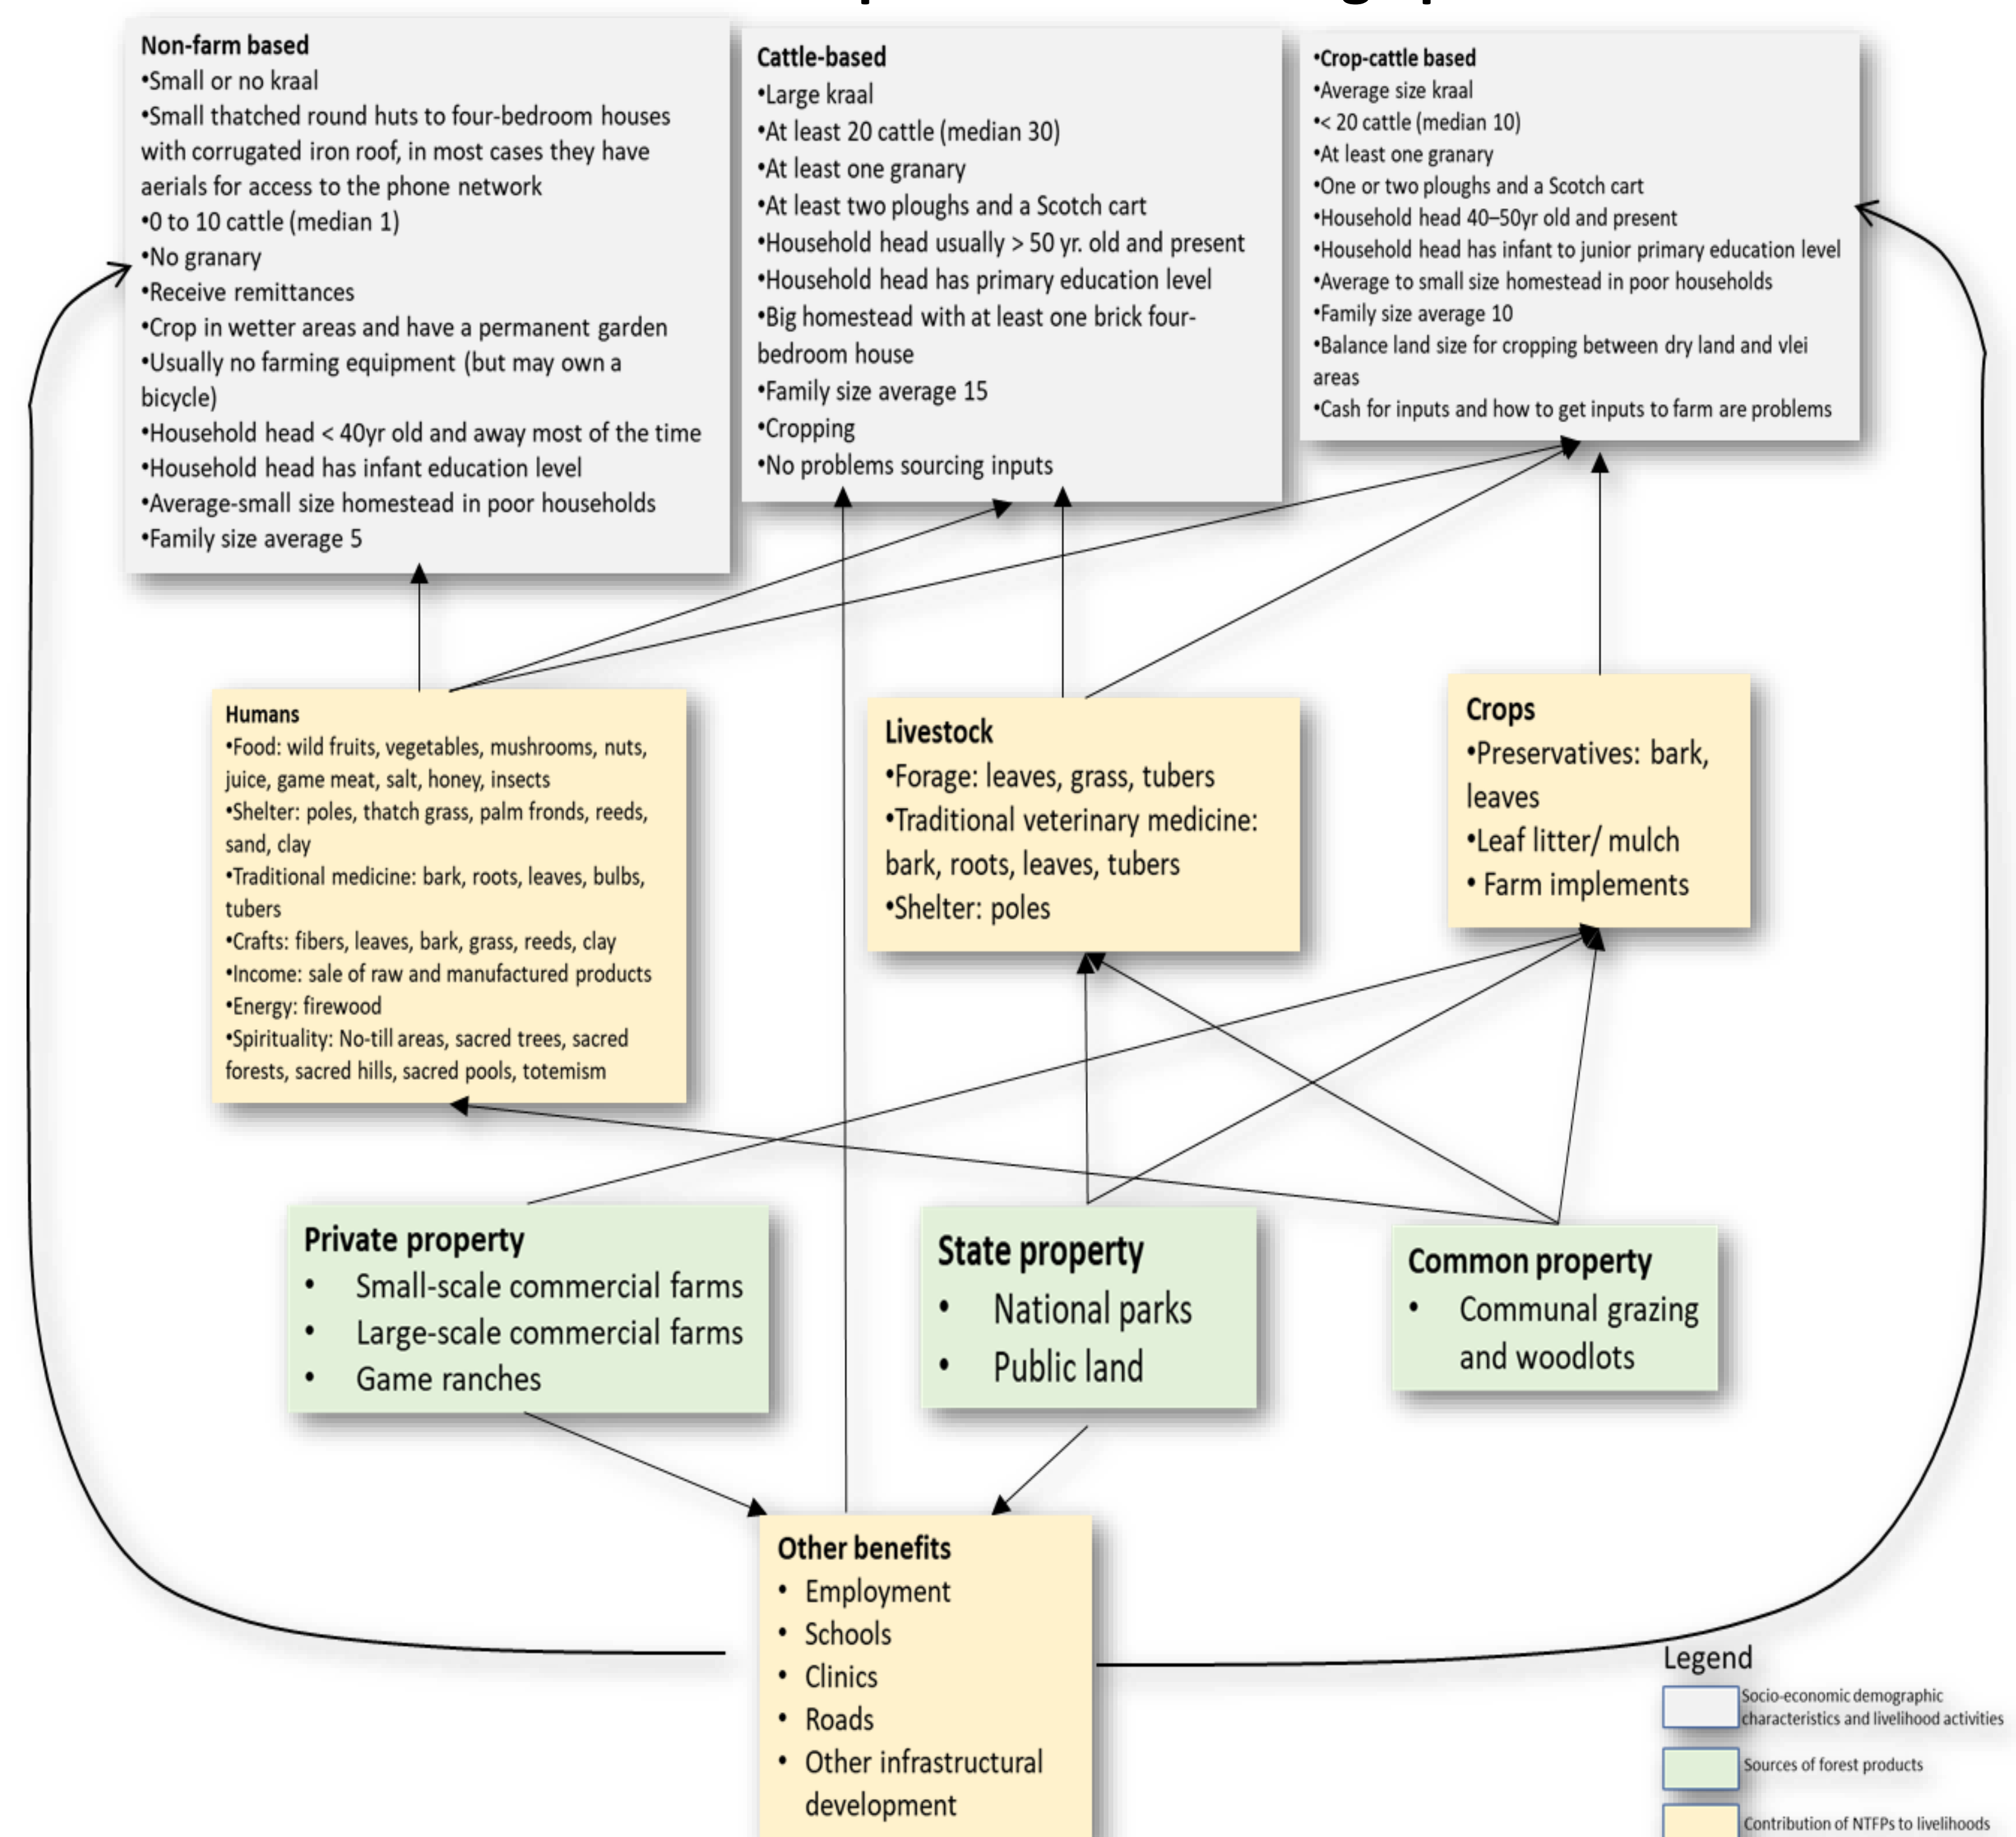 Non-farm based
•Small or no kraal
•Small thatched round huts to four-bedroom houses
with corrugated iron roof, in most cases they have
aerials for access to the phone network
•0 to 10 cattle (median 1)
•No granary
•Receive remittances
•Crop in wetter areas and have a permanent garden
•Usually no farming equipment (but may own a
bicycle)
•Household head < 40yr old and away most of the time
•Household head has infant education level
•Average-small size homestead in poor households
•Family size average 5
Cattle-based
•Large kraal
•At least 20 cattle (median 30)
•At least one granary
•At least two ploughs and a Scotch cart
•Household head usually > 50 yr. old and present
•Household head has primary education level
•Big homestead with at least one brick four-
bedroom house
•Family size average 15
•Cropping
•No problems sourcing inputs
•Crop-cattle based
•Average size kraal
•< 20 cattle (median 10)
•At least one granary
•One or two ploughs and a Scotch cart
•Household head 40–50yr old and present
•Household head has infant to junior primary education level
•Average to small size homestead in poor households
•Family size average 10
•Balance land size for cropping between dry land and vlei
areas
•Cash for inputs and how to get inputs to farm are problems
Humans
•Food: wild fruits, vegetables, mushrooms, nuts,
juice, game meat, salt, honey, insects
•Shelter: poles, thatch grass, palm fronds, reeds,
sand, clay
•Traditional medicine: bark, roots, leaves, bulbs,
tubers
•Crafts: fibers, leaves, bark, grass, reeds, clay
•Income: sale of raw and manufactured products
•Energy: firewood
•Spirituality: No-till areas, sacred trees, sacred
forests, sacred hills, sacred pools, totemism
Livestock
•Forage: leaves, grass, tubers
•Traditional veterinary medicine:
bark, roots, leaves, tubers
•Shelter: poles
Crops
•Preservatives: bark,
leaves
•Leaf litter/ mulch
• Farm implements
Private property
• Small-scale commercial farms
• Large-scale commercial farms
• Game ranches
State property
• National parks
• Public land
Common property
• Communal grazing
and woodlots
Other benefits
• Employment
• Schools
• Clinics
• Roads
• Other infrastructural
development
Legend
Socio-economic demographic
characteristics and livelihood activities
Sources of forest products
Contribution of NTFPs to livelihoods